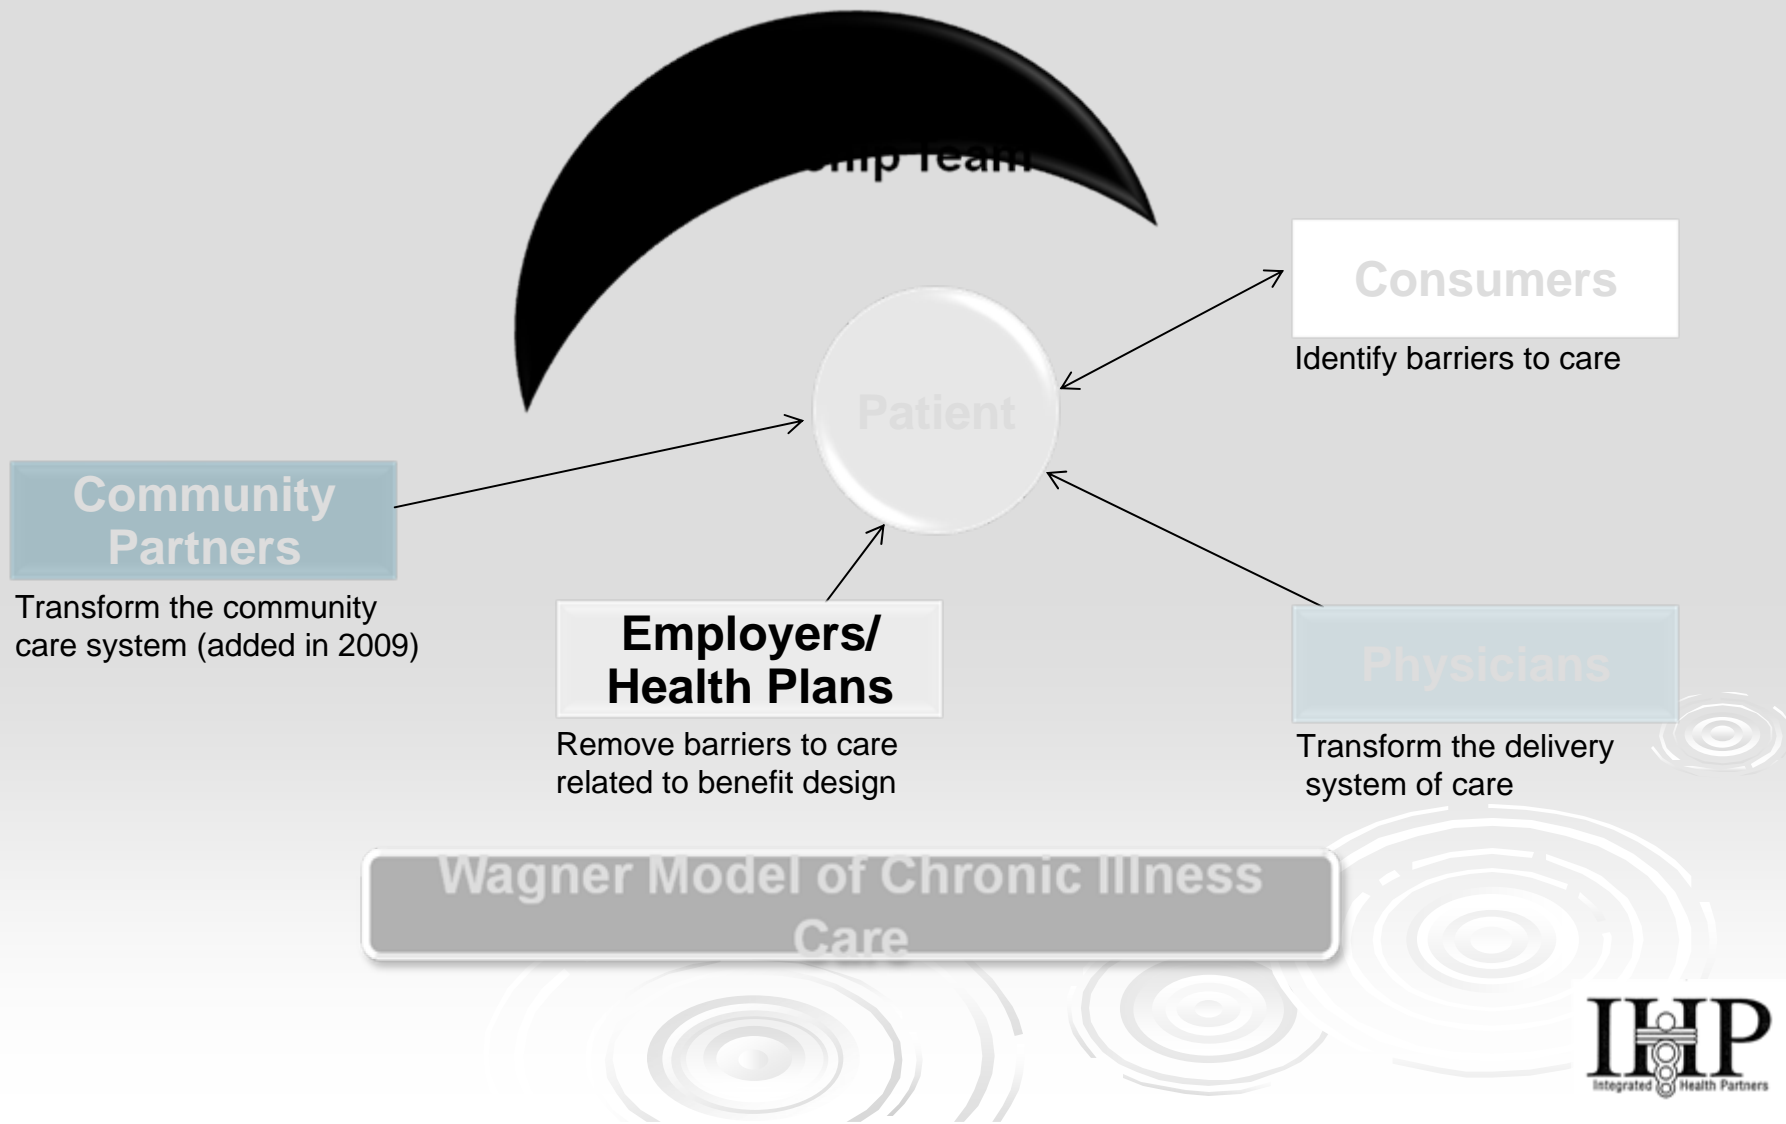 Team
Consumers
Identify barriers to care
Patient
Community
Partners
Transform the community
care system (added in 2009)
Employers/
Health Plans
Remove barriers to care
related to benefit design
Physicians
Transform the delivery
system of care
Wagner Model of Chronic Illness
Care
IHP
Integrated Health Partners